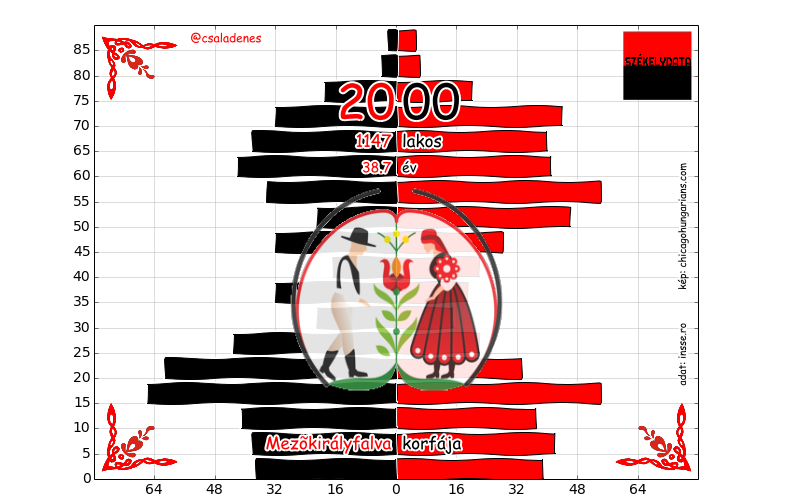 @csaladenes
SZÉKELYDATA
2000
1147 lakos
38.7 év
kép: chicagohungarians.com
adat: insse.ro
Mezőkirályfalva korfája
85
80
75
70
65
60
55
50
45
40
35
30
25
20
15
10
5
0
64 48 32 16 0 16 32 48 64